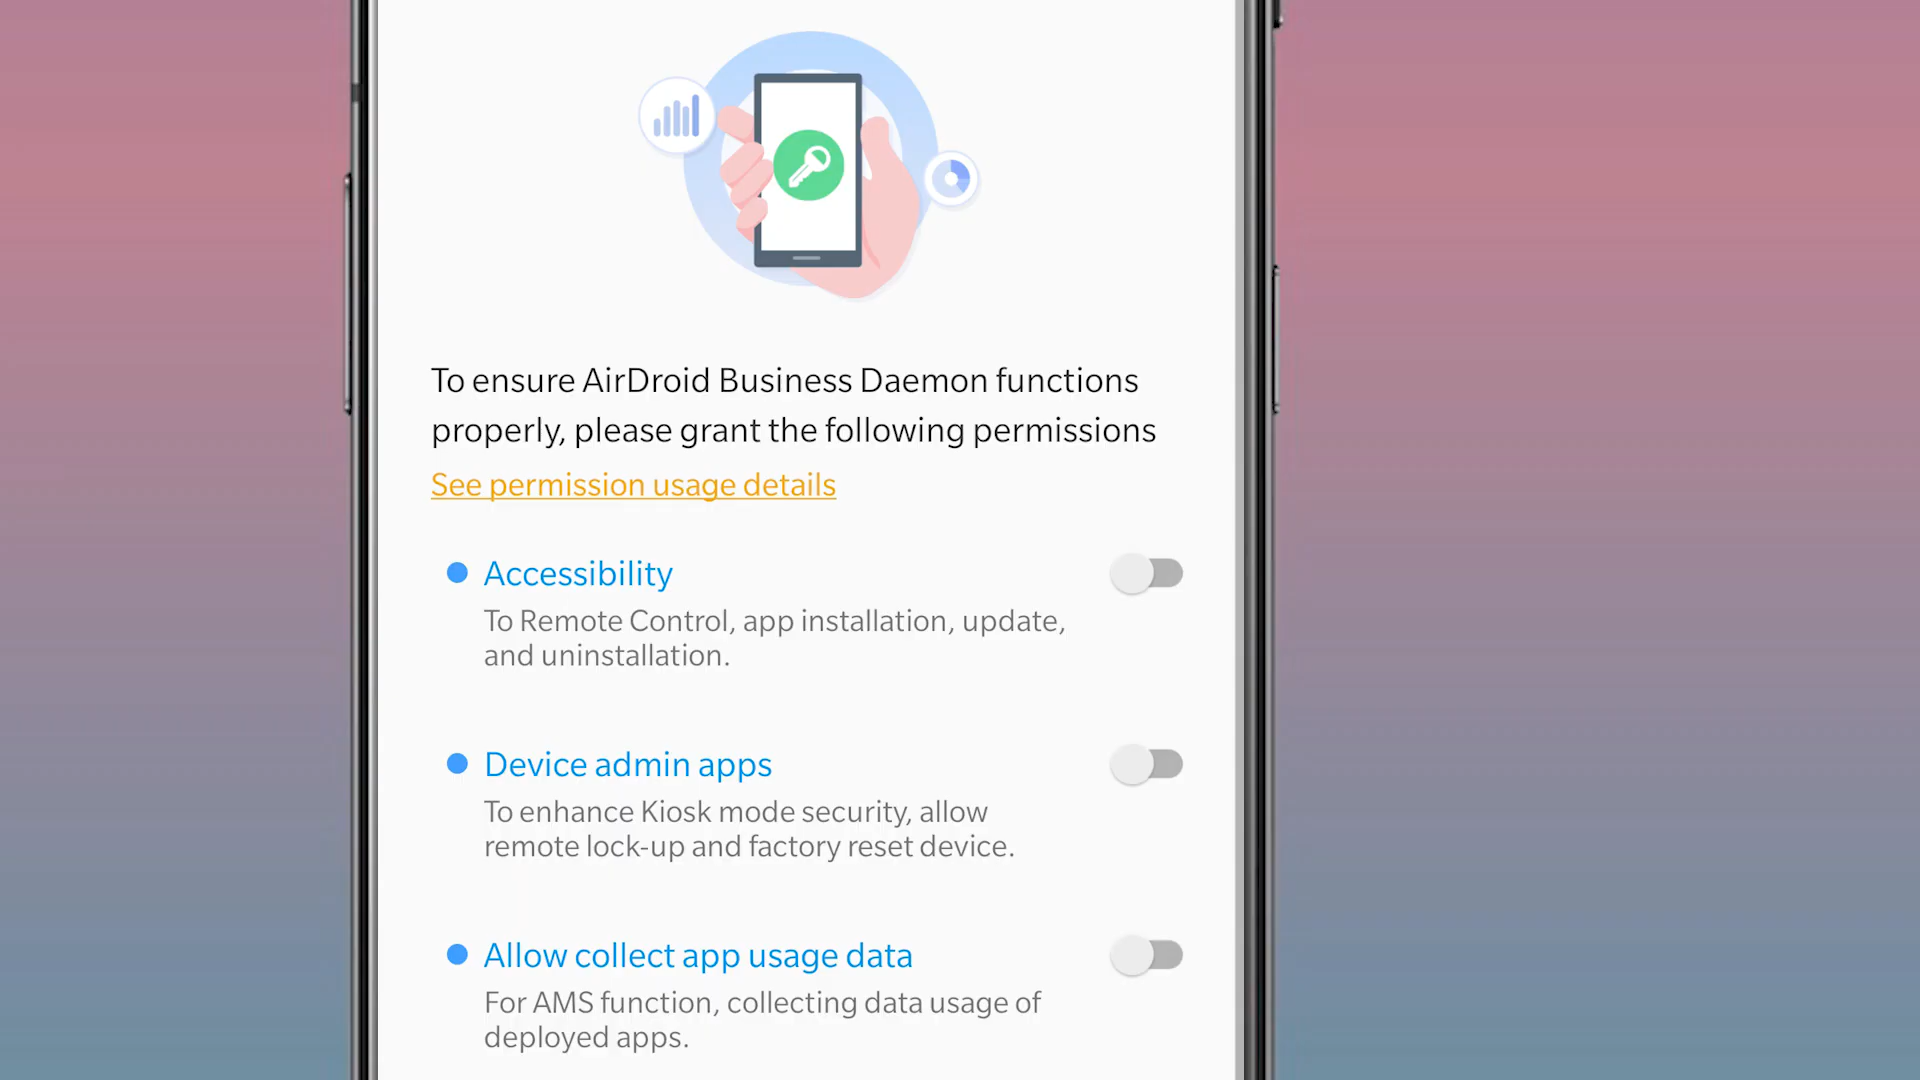 To ensure AirDroid Business Daemon functions
properly, please grant the following permissions
See permission usage details
Accessibility
To Remote Control, app installation, update,
and uninstallation.
Device admin apps
To enhance Kiosk mode security, allow
remote lock-up and factory reset device.
Allow collect app usage data
For AMS function, collecting data usage of
deployed apps.